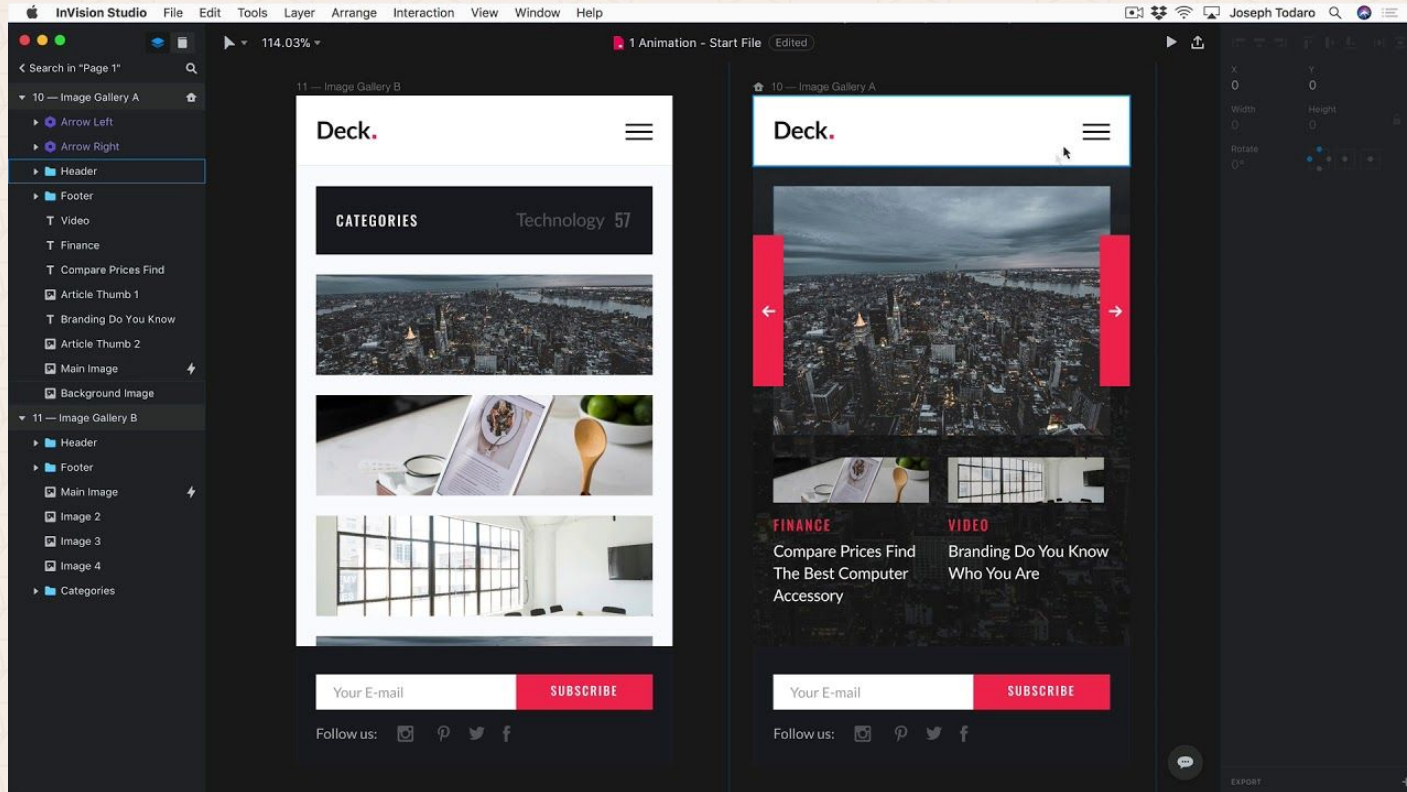 InVision Studio File Edit Tools Layer Arrange Interaction View Window Help Joseph Todaro
114.03% 1 Animation - Start File Edited
Search in "Page 1"
10 — Image Gallery A
Arrow Left
Arrow Right
Header
Footer
Video
Finance
Compare Prices Find
Article Thumb 1
Branding Do You Know
Article Thumb 2
Main Image
Background Image
11 — Image Gallery B
Header
Footer
Main Image
Image 2
Image 3
Image 4
Categories
11 — Image Gallery B
Deck.
CATEGORIES Technology 57
Your E-mail SUBSCRIBE
Follow us:
10 — Image Gallery A
Deck.
FINANCE
Compare Prices Find
The Best Computer
Accessory
VIDEO
Branding Do You Know
Who You Are
Your E-mail SUBSCRIBE
Follow us:
X Y
0 0
Width Height
0 0
Rotate
0°
EXPORT